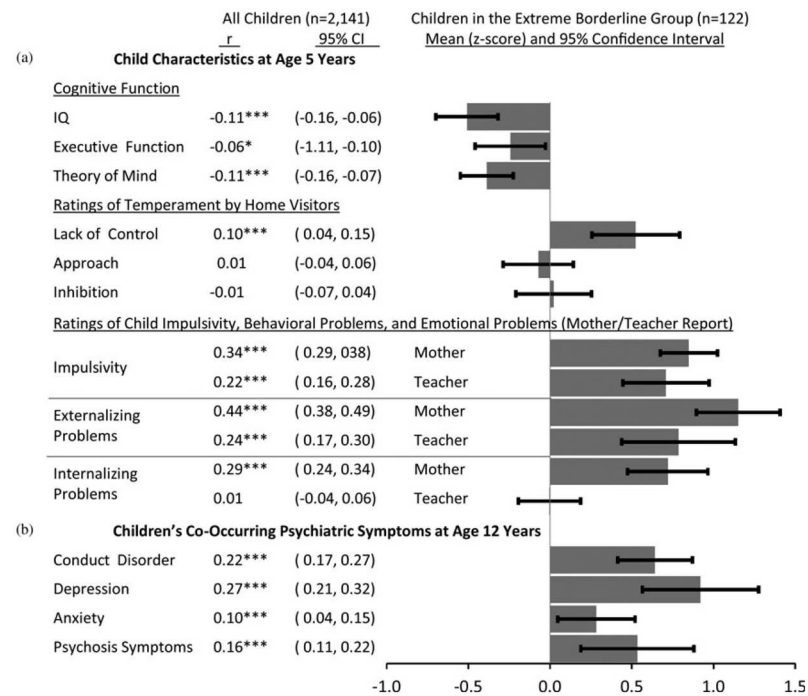 All Children (n=2,141) Children in the Extreme Borderline Group (n=122)
r 95% CI Mean (z-score) and 95% Confidence Interval
(a) Child Characteristics at Age 5 Years
Cognitive Function
IQ -0.11*** (-0.16, -0.06)
Executive Function -0.06* (-1.11, -0.10)
Theory of Mind -0.11*** (-0.16, -0.07)
Ratings of Temperament by Home Visitors
Lack of Control 0.10*** ( 0.04, 0.15)
Approach 0.01 (-0.04, 0.06)
Inhibition -0.01 (-0.07, 0.04)
Ratings of Child Impulsivity, Behavioral Problems, and Emotional Problems (Mother/Teacher Report)
Impulsivity 0.34*** ( 0.29, 038) Mother
0.22*** ( 0.16, 0.28) Teacher
Externalizing Problems 0.44*** ( 0.38, 0.49) Mother
0.24*** ( 0.17, 0.30) Teacher
Internalizing Problems 0.29*** ( 0.24, 0.34) Mother
0.01 (-0.04, 0.06) Teacher
(b) Children's Co-Occurring Psychiatric Symptoms at Age 12 Years
Conduct Disorder 0.22*** ( 0.17, 0.27)
Depression 0.27*** ( 0.21, 0.32)
Anxiety 0.10*** ( 0.04, 0.15)
Psychosis Symptoms 0.16*** ( 0.11, 0.22)
-1.0 -0.5 0.0 0.5 1.0 1.5